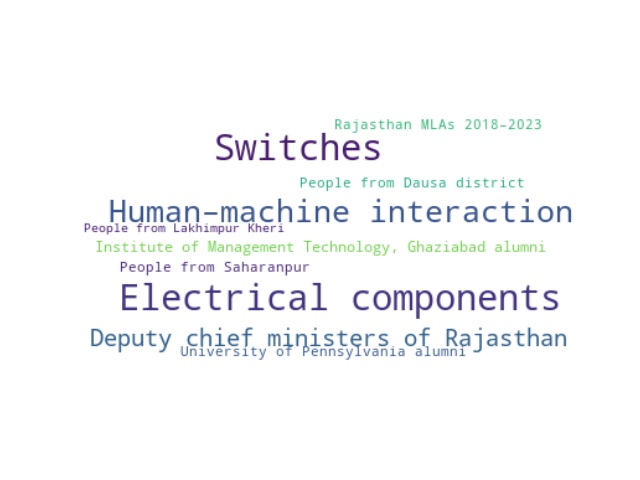 Rajasthan MLAs 2018–2023
Switches
People from Dausa district
Human–machine interaction
People from Lakhimpur Kheri
Institute of Management Technology, Ghaziabad alumni
People from Saharanpur
Electrical components
Deputy chief ministers of Rajasthan
University of Pennsylvania alumni